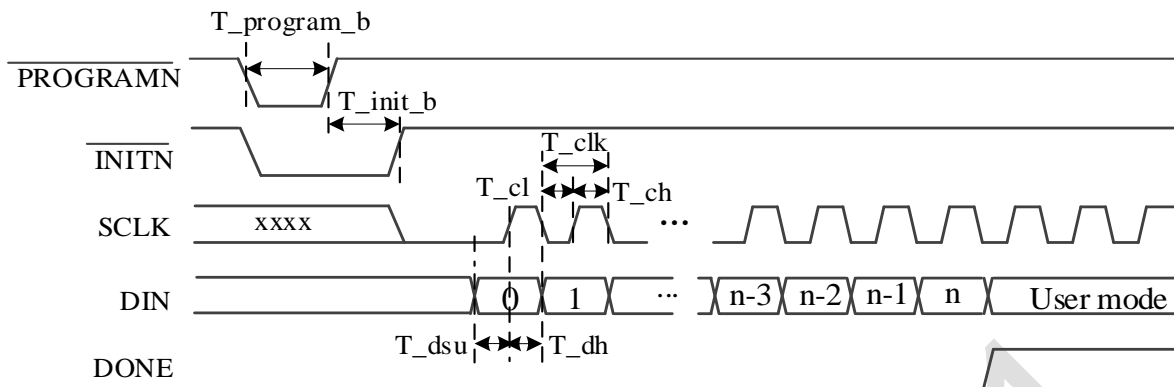 T_program_b
PROGRAMN
T_init_b
INITN
T_clk
T_cl
T_ch
SCLK
xxxx
...
DIN
0
1
...
n-3
n-2
n-1
n
User mode
T_dsu
T_dh
DONE